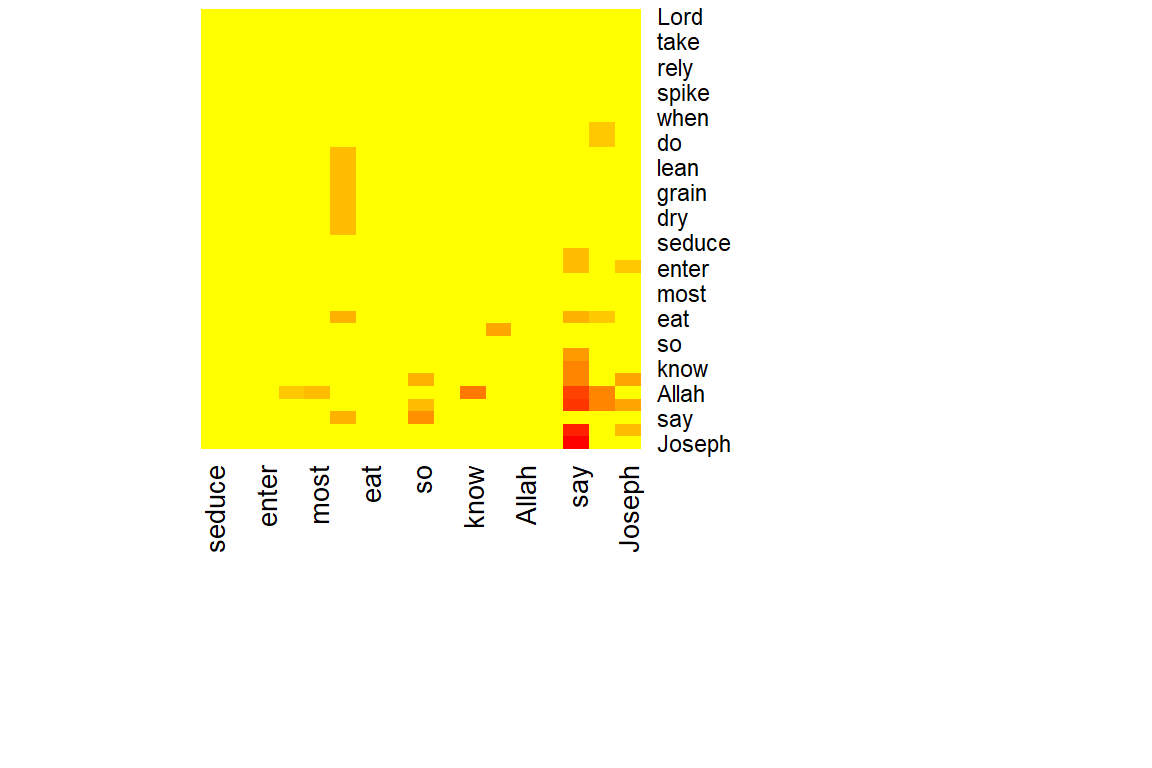 Lord
take
rely
spike
when
do
lean
grain
dry
seduce
enter
most
eat
so
know
Allah
say
Joseph
seduce
enter
most
eat
so
know
Allah
say
Joseph